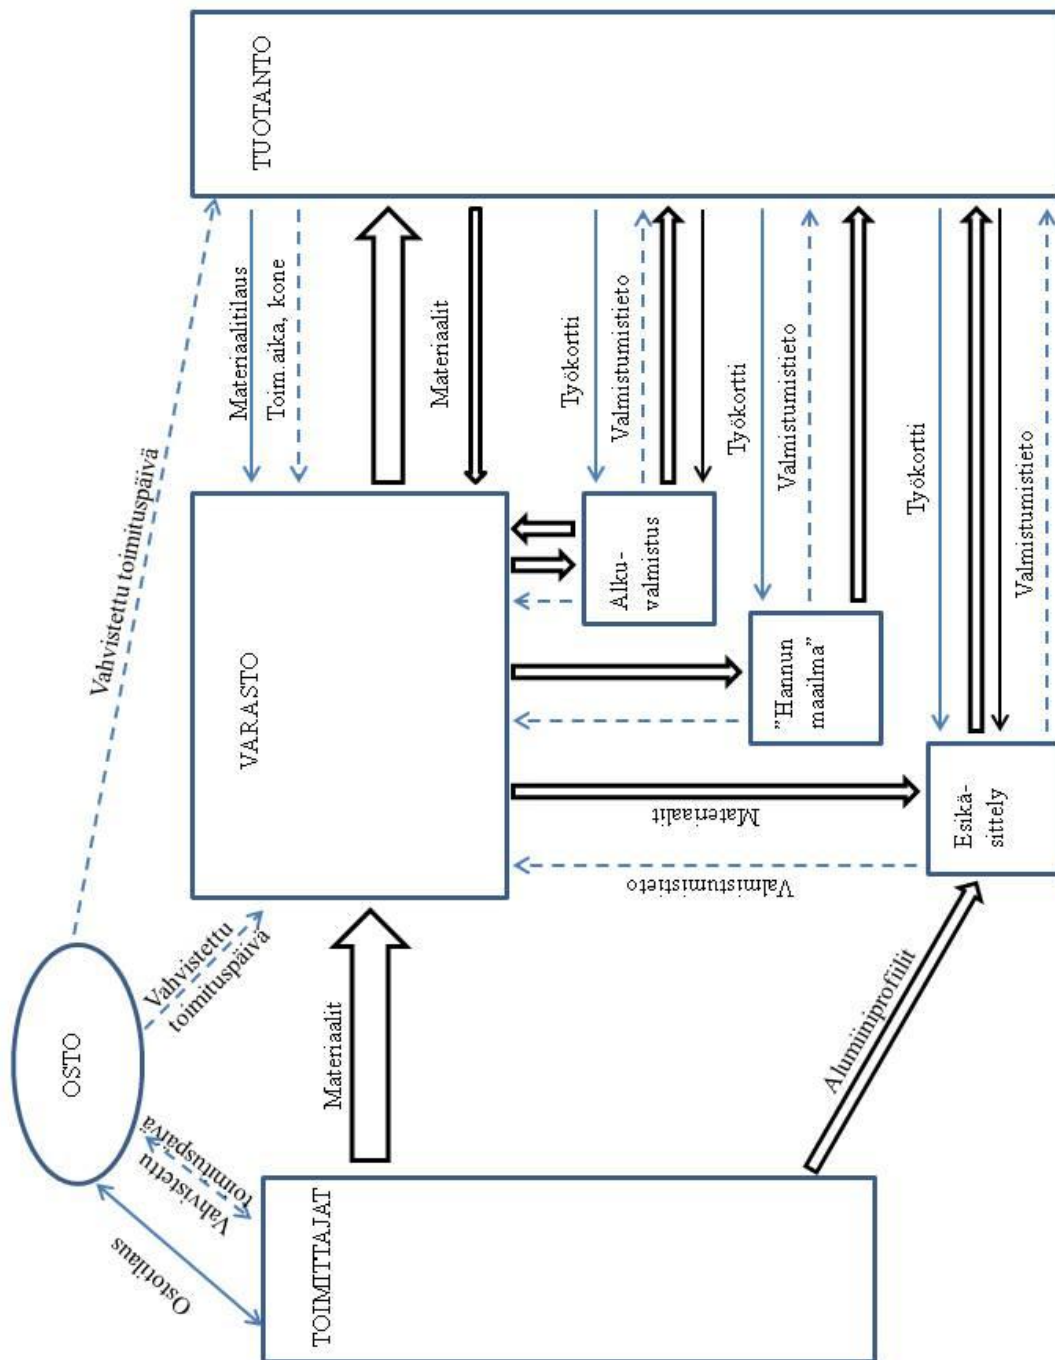 OSTO
Vahvistettu toimituspäivä
Ostotilaus
Vahvistettu
toimituspäivä
Vahvistettu
toimituspäivä
TOIMITTAJAT
Materiaalit
VARASTO
Materiaalitilaus
Toim.aika, kone
Materiaalit
TUOTANTO
Alku-
valmistus
Työkortti
Valmistumistieto
”Hannun
maailma”
Työkortti
Valmistumistieto
Materiaalit
Valmistumistieto
Alumiiniprofiilit
Esikä-
sittely
Työkortti
Valmistumistieto